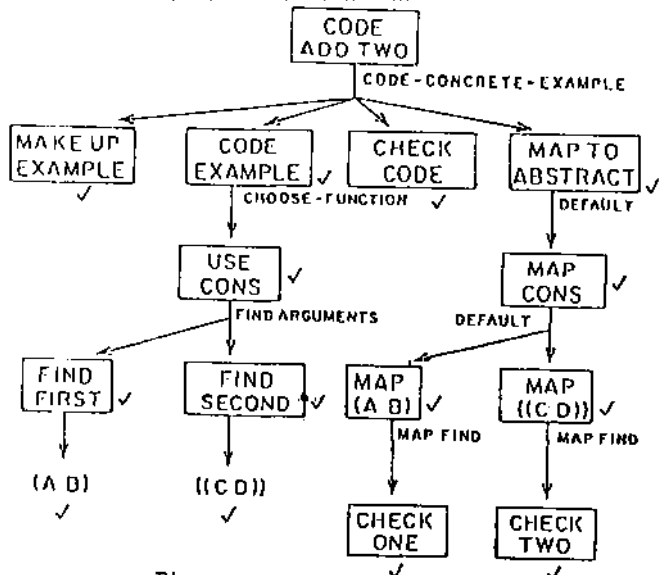 CODE
ADD TWO
CODE-CONCRETE-EXAMPLE
MAKE UP
EXAMPLE
CODE
EXAMPLE
CHECK
CODE
MAP TO
ABSTRACT
CHOOSE-FUNCTION
DEFAULT
USE
CONS
MAP
CONS
FIND ARGUMENTS
DEFAULT
FIND
FIRST
FIND
SECOND
MAP
(A B)
MAP
((C D))
MAP FIND
MAP FIND
(A B)
((C D))
CHECK
ONE
CHECK
TWO